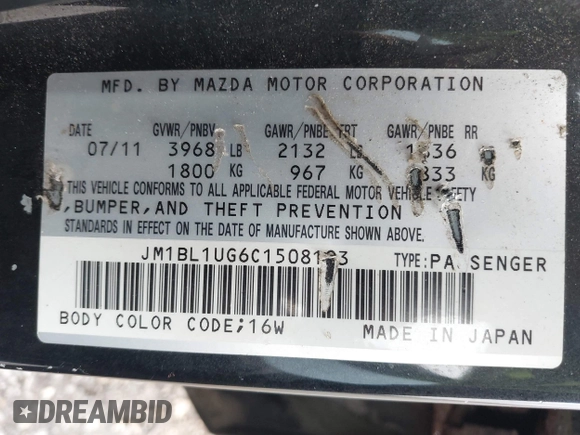 MFD. BY MAZDA MOTOR CORPORATION
DATE GVWR/PNBV GAWR/PNBE FRT GAWR/PNBE RR
07/11 3968 LB 2132 LB
1800 KG 967 KG KG
THIS VEHICLE CONFORMS TO ALL APPLICABLE FEDERAL MOTOR VEHICLE SAFETY
,BUMPER,AND THEFT PREVENTION
STANDARDS IN EFFECT ON THE DATE OF MANUFACTURE SHOWN ABOVE.
TYPE:PASSENGER
BODY COLOR CODE;16W MADE IN JAPAN
DREAMBID